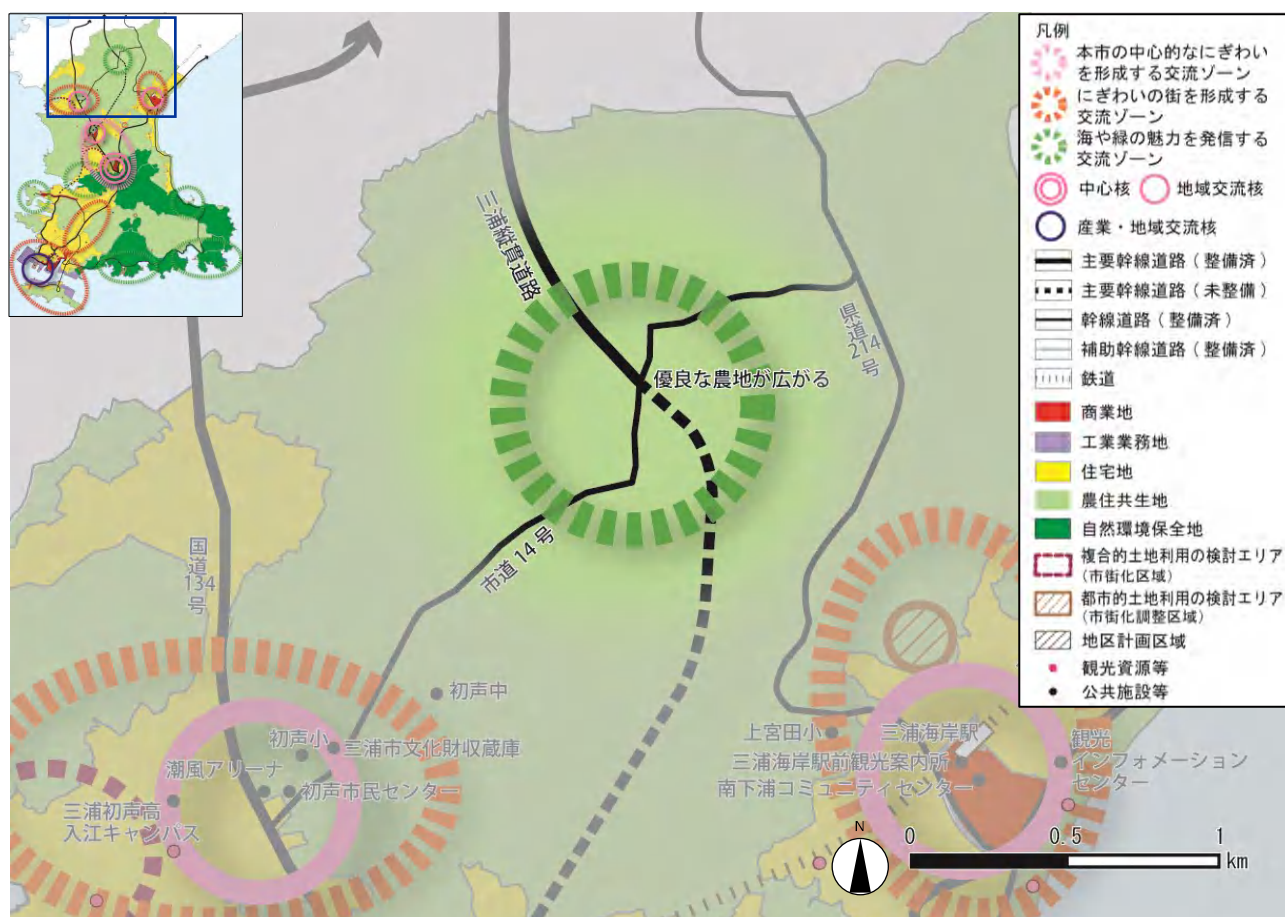 凡例
本市の中心的なにぎわい
を形成する交流ゾーン
にぎわいの街を形成する
交流ゾーン
海や緑の魅力を発信する
交流ゾーン
中心核
地域交流核
産業・地域交流核
主要幹線道路(整備済)
主要幹線道路(未整備)
幹線道路(整備済)
補助幹線道路(整備済)
鉄道
商業地
工業業務地
住宅地
農住共生地
自然環境保全地
複合的土地利用の検討エリア
(市街化区域)
都市的土地利用の検討エリア
(市街化調整区域)
地区計画区域
観光資源等
公共施設等
三浦縦貫道路
県道
214
号
優良な農地が広がる
国道
134
号
市道14号
初声中
初声小
三浦市文化財収蔵庫
潮風アリーナ
初声市民センター
三浦初声高
入江キャンパス
上宮田小
三浦海岸駅
三浦海岸駅前観光案内所
南下浦コミュニティセンター
観光
インフォメーション
センター
N
0
0.5
1
km